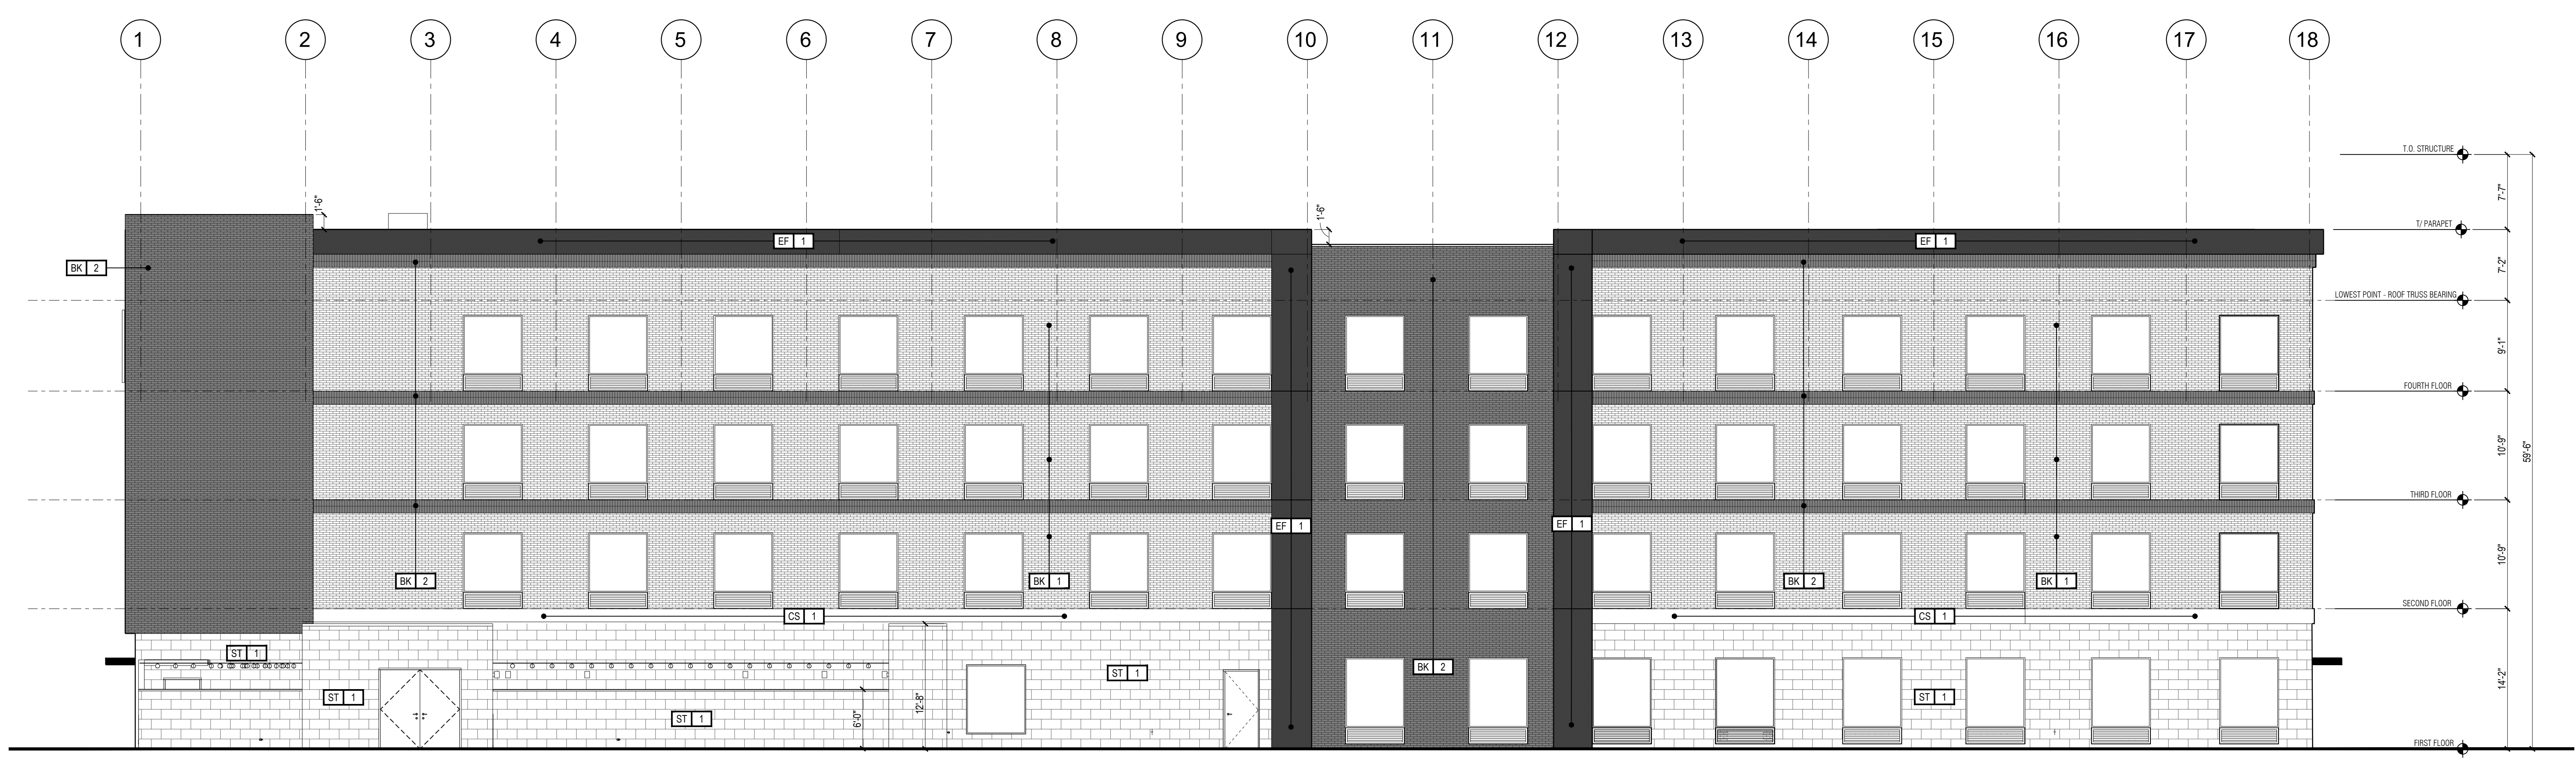 1 2 3 4 5 6 7 8 9 10 11 12 13 14 15 16 17 18
T.O. STRUCTURE
7'-7"
1'-6"
1'-6"
T/ PARAPET
EF 1
EF 1
BK 2
7'-2"
LOWEST POINT - ROOF TRUSS BEARING
9'-1"
FOURTH FLOOR
10'-9"
59'-6"
THIRD FLOOR
EF 1
EF 1
10'-9"
BK 2
BK 1
BK 2
BK 1
SECOND FLOOR
CS 1
CS 1
ST 1
BK 2
ST 1
ST 1
ST 1
14'-2"
12'-8"
6'-0"
ST 1
FIRST FLOOR